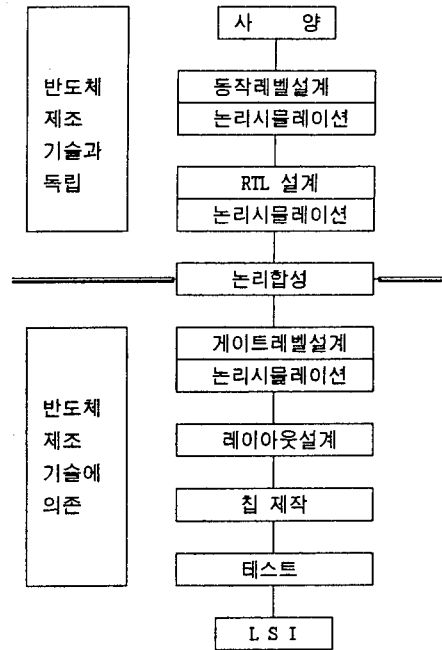 사 양
반도체
제조
기술과
독립
동작레벨설계
논리시뮬레이션
RTL 설계
논리시뮬레이션
논리합성
게이트레벨설계
논리시뮬레이션
반도체
제조
기술에
의존
레이아웃설계
칩 제작
테스트
L S I